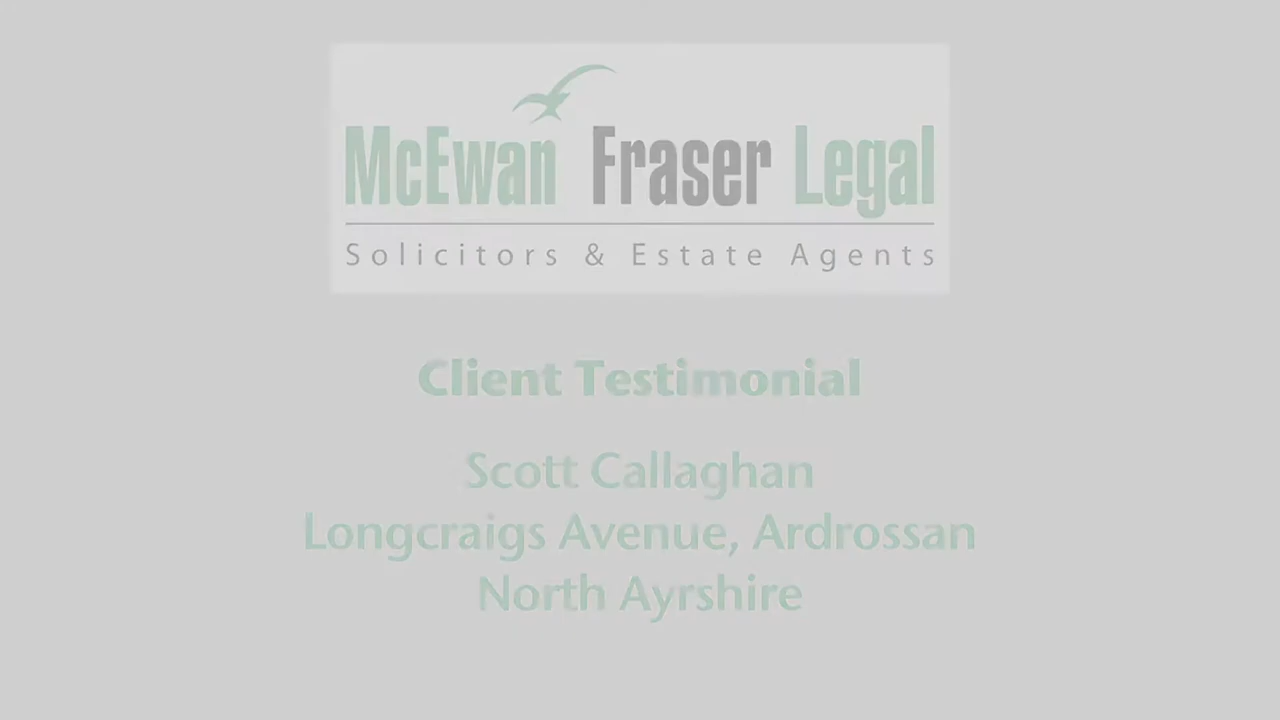 McEwan Fraser Legal
Solicitors & Estate Agents
Client Testimonial
Scott Callaghan
Longcraigs Avenue, Ardrossan
North Ayrshire